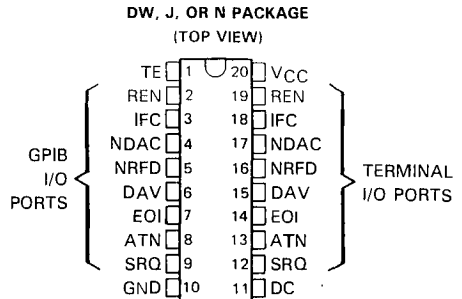 DW, J, OR N PACKAGE
(TOP VIEW)
TE 1 20 VCC
REN 2 19 REN
IFC 3 18 IFC
NDAC 4 17 NDAC
NRFD 5 16 NRFD
DAV 6 15 DAV
EOI 7 14 EOI
ATN 8 13 ATN
SRQ 9 12 SRQ
GND 10 11 DC
GPIB
I/O
PORTS
TERMINAL
I/O PORTS